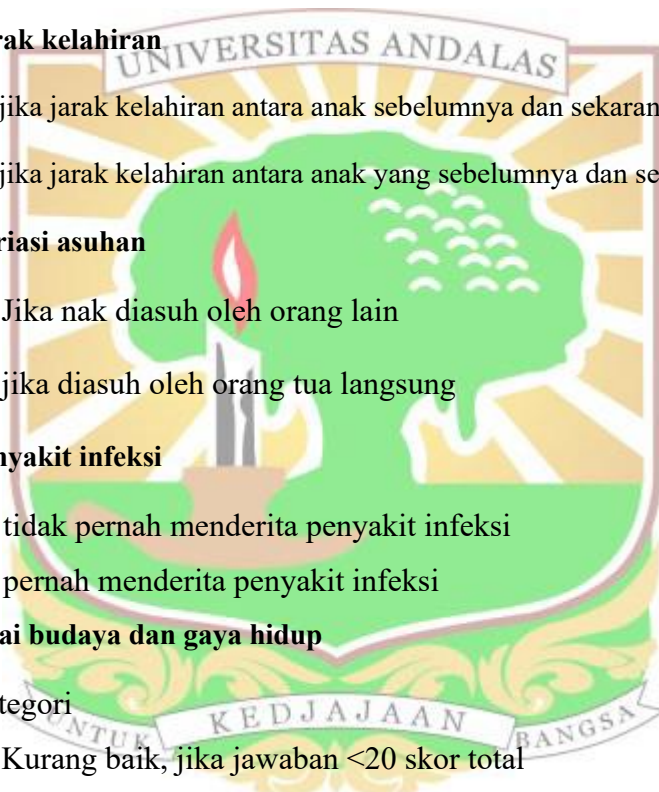 rak kelahiran
UNIVERSITAS ANDALAS
jika jarak kelahiran antara anak sebelumnya dan sekaran
jika jarak kelahiran antara anak yang sebelumnya dan se
riasi asuhan
Jika nak diasuh oleh orang lain
jika diasuh oleh orang tua langsung
nyakit infeksi
tidak pernah menderita penyakit infeksi
pernah menderita penyakit infeksi
ai budaya dan gaya hidup
tegori
UNTUK KEDJAJAAN BANGSA
Kurang baik, jika jawaban <20 skor total